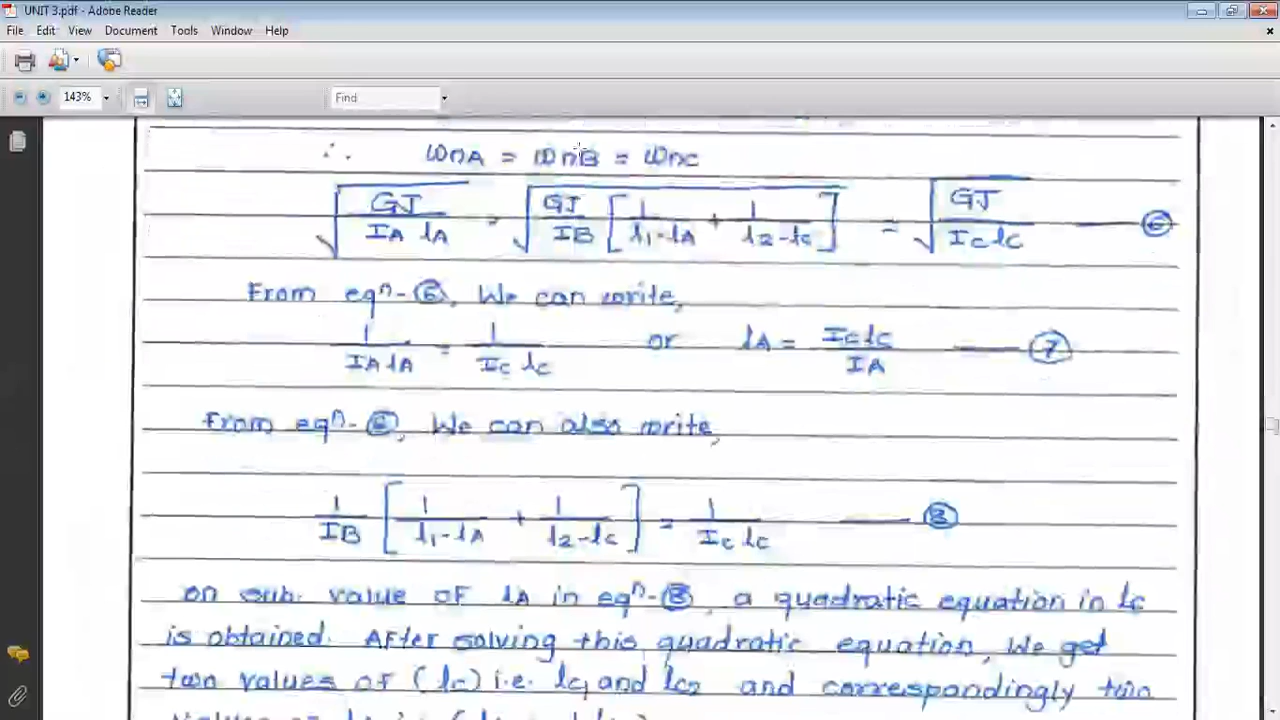 UNIT 3.pdf - Adobe Reader
File Edit View Document Tools Window Help
143% Find
∴ ωnA = ωnB = ωnC
√(GJ / IA lA) = √(GJ / IB [1 / l1-lA + 1 / l2-lC]) = √(GJ / IC lC) —— ⑥
From eqn-⑥, We can write,
1 / IA lA = 1 / IC lC or lA = IC lC / IA —— ⑦
From eqn-⑥, We can also write,
1 / IB [1 / l1-lA + 1 / l2-lC] = 1 / IC lC —— ⑧
on sub. value of lA in eqn-⑧, a quadratic equation in lC
is obtained. After solving this quadratic equation, We get
two values of (lC) i.e. lC1 and lC2 and correspondingly two